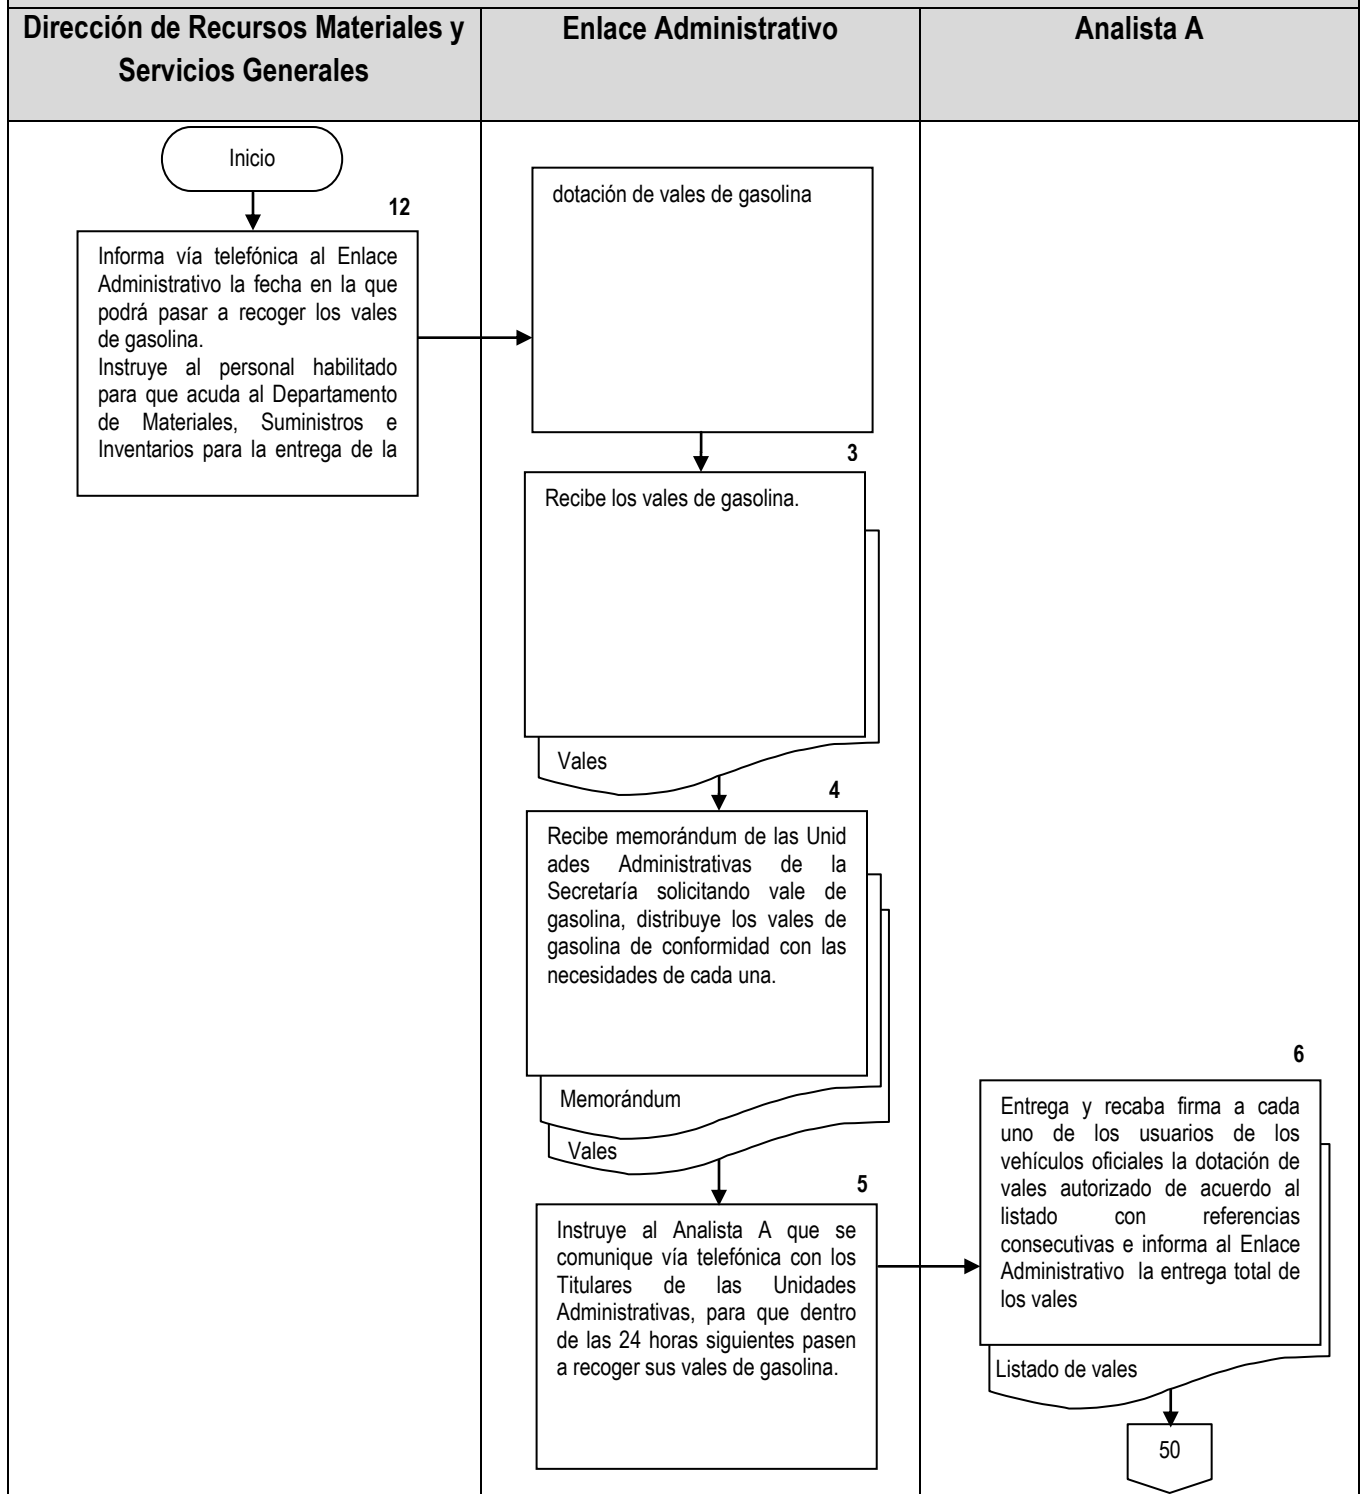 Dirección de Recursos Materiales y
Servicios Generales
Enlace Administrativo
Analista A
Inicio
12
Informa vía telefónica al Enlace
Administrativo la fecha en la que
podrá pasar a recoger los vales
de gasolina.
Instruye al personal habilitado
para que acuda al Departamento
de Materiales, Suministros e
Inventarios para la entrega de la
dotación de vales de gasolina
3
Recibe los vales de gasolina.
Vales
4
Recibe memorándum de las Unid
ades Administrativas de la
Secretaría solicitando vale de
gasolina, distribuye los vales de
gasolina de conformidad con las
necesidades de cada una.
Memorándum
Vales
5
Instruye al Analista A que se
comunique vía telefónica con los
Titulares de las Unidades
Administrativas, para que dentro
de las 24 horas siguientes pasen
a recoger sus vales de gasolina.
6
Entrega y recaba firma a cada
uno de los usuarios de los
vehículos oficiales la dotación de
vales autorizado de acuerdo al
listado con referencias
consecutivas e informa al Enlace
Administrativo la entrega total de
los vales
Listado de vales
50